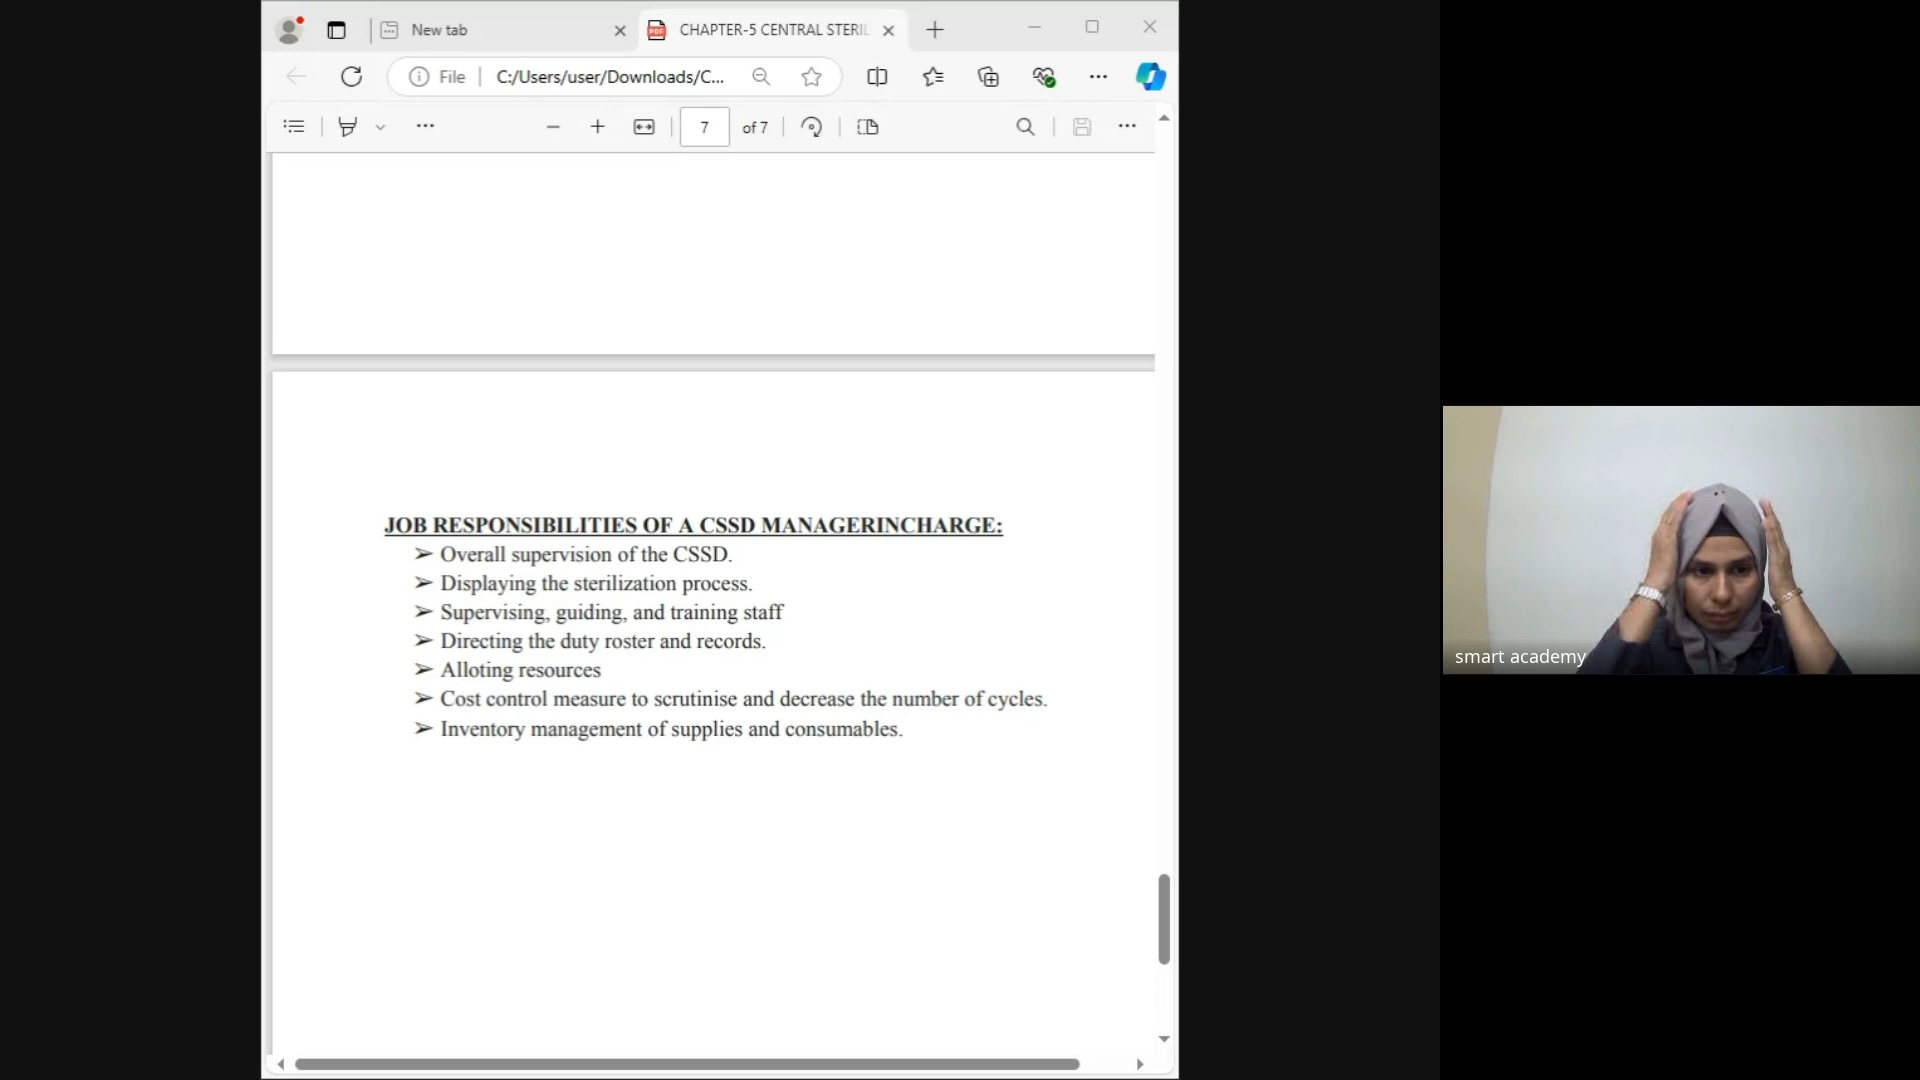 New tab
CHAPTER-5 CENTRAL STERIL
File
C:/Users/user/Downloads/C...
7
of 7
JOB RESPONSIBILITIES OF A CSSD MANAGERINCHARGE:
➢ Overall supervision of the CSSD.
➢ Displaying the sterilization process.
➢ Supervising, guiding, and training staff
➢ Directing the duty roster and records.
➢ Alloting resources
➢ Cost control measure to scrutinise and decrease the number of cycles.
➢ Inventory management of supplies and consumables.
smart academy